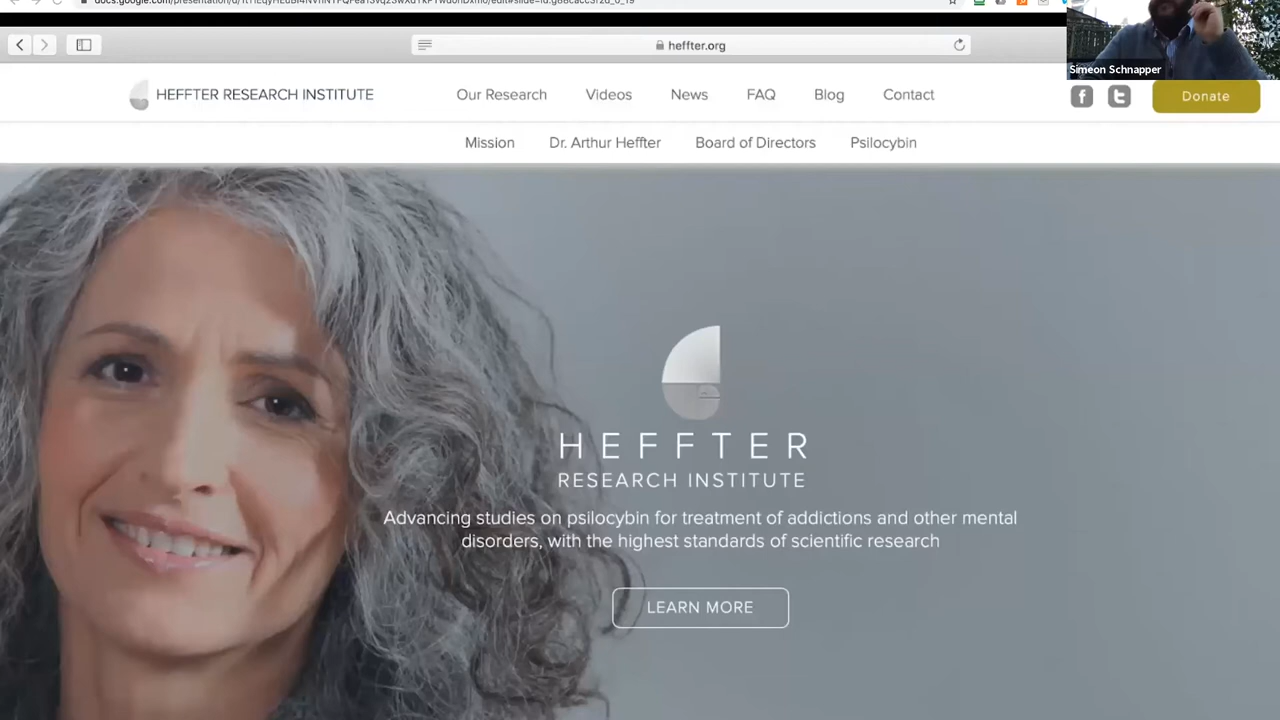 heffter.org
Simeon Schnapper
HEFFTER RESEARCH INSTITUTE
Our Research
Videos
News
FAQ
Blog
Contact
Donate
Mission
Dr. Arthur Heffter
Board of Directors
Psilocybin
HEFFTER
RESEARCH INSTITUTE
Advancing studies on psilocybin for treatment of addictions and other mental
disorders, with the highest standards of scientific research
LEARN MORE